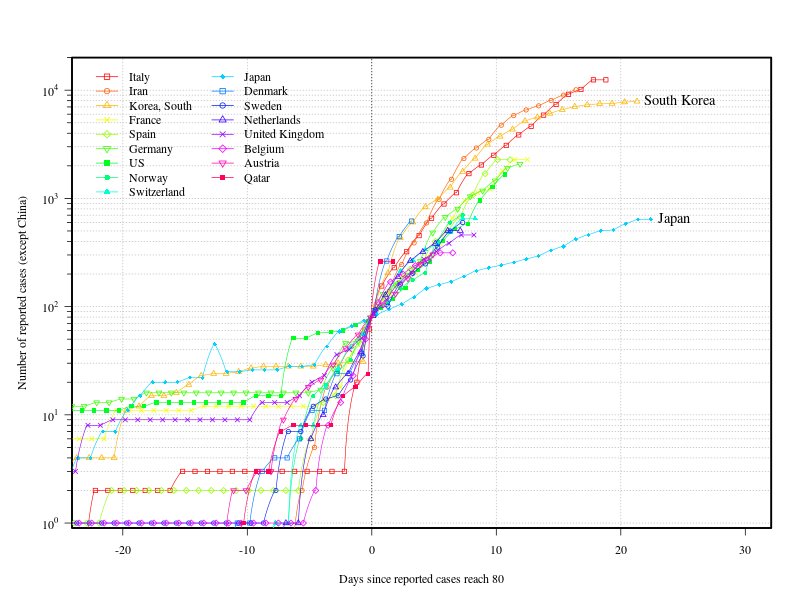 Italy
Iran
Korea, South
France
Spain
Germany
US
Norway
Switzerland
Japan
Denmark
Sweden
Netherlands
United Kingdom
Belgium
Austria
Qatar
South Korea
Japan
Number of reported cases (except China)
10⁴
10³
10²
10¹
10⁰
-20 -10 0 10 20 30
Days since reported cases reach 80